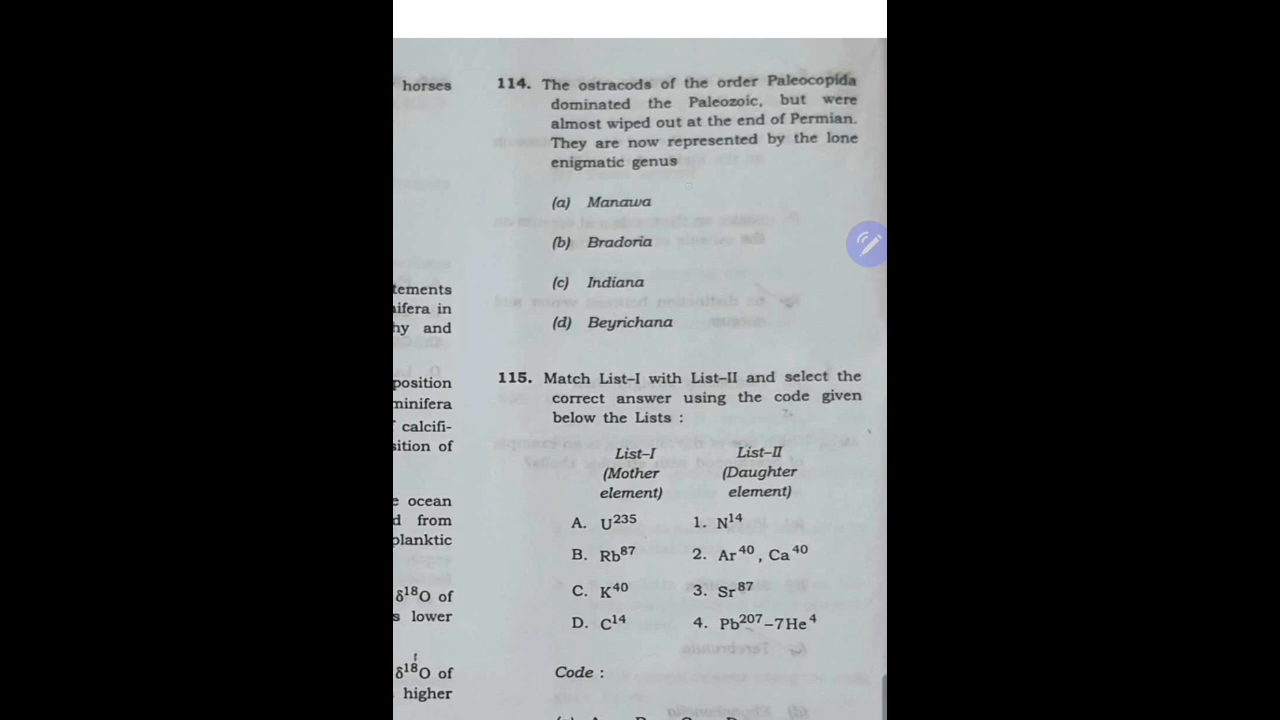 horses
tements
ifera in
hy and
position
minifera
calcifi-
sition of
e ocean
d from
planktic
δ¹⁸O of
s lower
δ¹⁸O of
higher
114. The ostracods of the order Paleocopida
dominated the Paleozoic, but were
almost wiped out at the end of Permian.
They are now represented by the lone
enigmatic genus
(a) Manawa
(b) Bradoria
(c) Indiana
(d) Beyrichana
115. Match List–I with List–II and select the
correct answer using the code given
below the Lists :
List–I List–II
(Mother (Daughter
element) element)
A. U²³⁵ 1. N¹⁴
B. Rb⁸⁷ 2. Ar⁴⁰, Ca⁴⁰
C. K⁴⁰ 3. Sr⁸⁷
D. C¹⁴ 4. Pb²⁰⁷–7He⁴
Code :